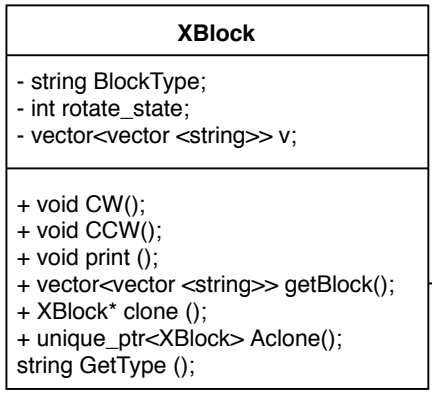 XBlock
- string BlockType;
- int rotate_state;
- vector<vector <string>> v;
+ void CW();
+ void CCW();
+ void print ();
+ vector<vector <string>> getBlock();
+ XBlock* clone ();
+ unique_ptr<XBlock> Aclone();
string GetType ();